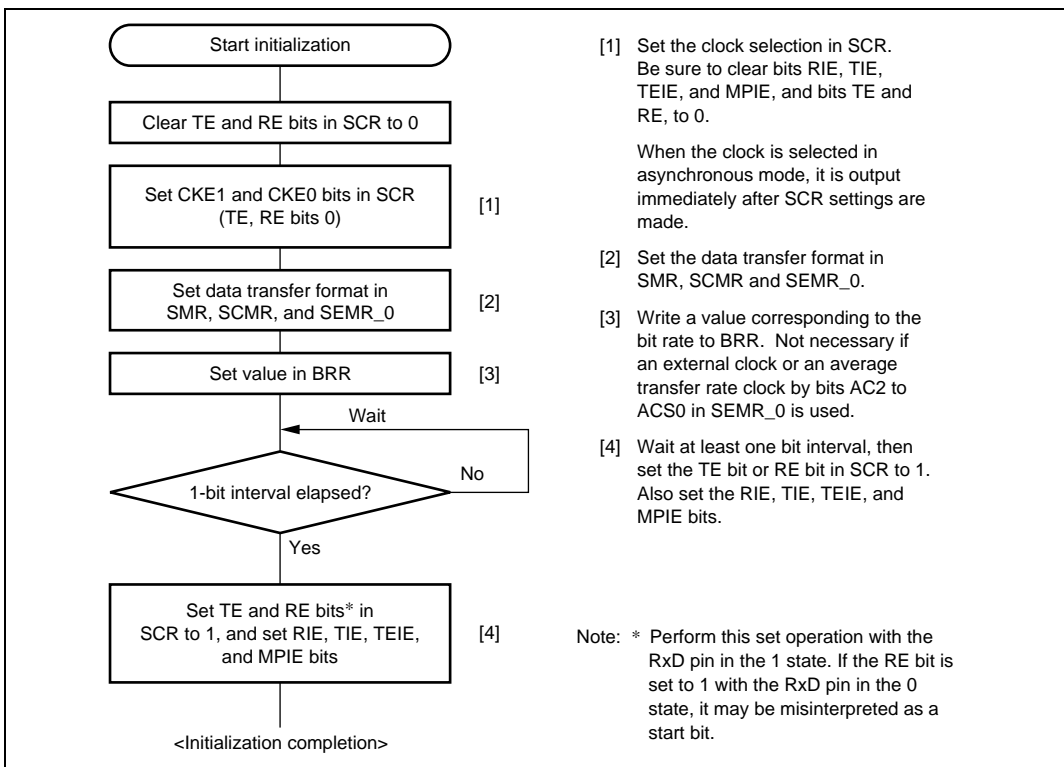 Start initialization
Clear TE and RE bits in SCR to 0
Set CKE1 and CKE0 bits in SCR
(TE, RE bits 0)
[1]
Set data transfer format in
SMR, SCMR, and SEMR_0
[2]
Set value in BRR
[3]
Wait
1-bit interval elapsed?
No
Yes
Set TE and RE bits* in
SCR to 1, and set RIE, TIE, TEIE,
and MPIE bits
[4]
<Initialization completion>
[1] Set the clock selection in SCR.
Be sure to clear bits RIE, TIE,
TEIE, and MPIE, and bits TE and
RE, to 0.
When the clock is selected in
asynchronous mode, it is output
immediately after SCR settings are
made.
[2] Set the data transfer format in
SMR, SCMR and SEMR_0.
[3] Write a value corresponding to the
bit rate to BRR. Not necessary if
an external clock or an average
transfer rate clock by bits AC2 to
ACS0 in SEMR_0 is used.
[4] Wait at least one bit interval, then
set the TE bit or RE bit in SCR to 1.
Also set the RIE, TIE, TEIE, and
MPIE bits.
Note: * Perform this set operation with the
RxD pin in the 1 state. If the RE bit is
set to 1 with the RxD pin in the 0
state, it may be misinterpreted as a
start bit.